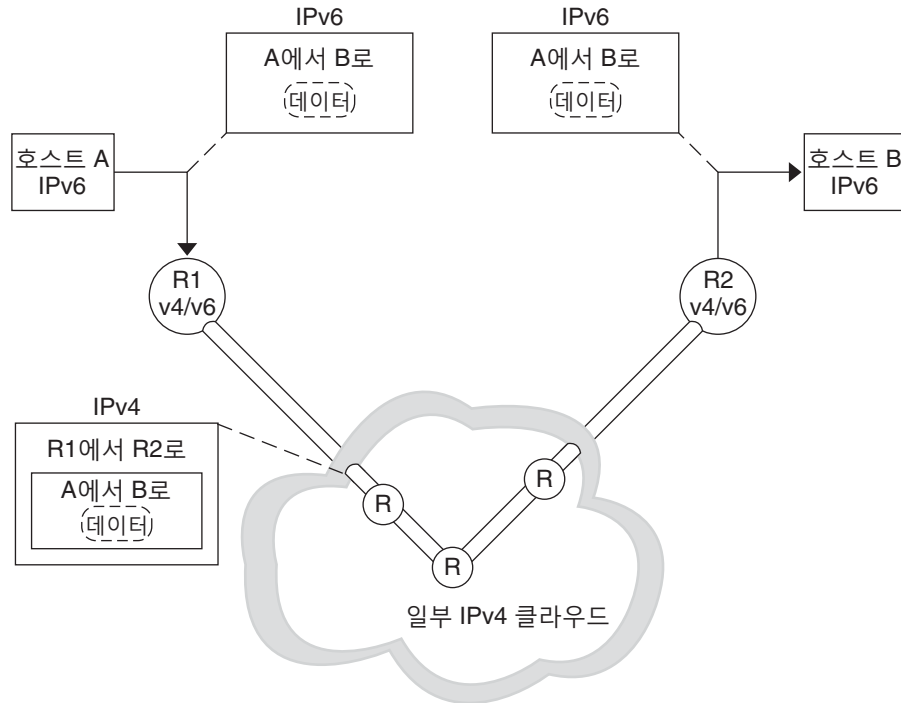 IPv6
A에서 B로
데이터
IPv6
A에서 B로
데이터
호스트 A
IPv6
호스트 B
IPv6
R1
v4/v6
R2
v4/v6
IPv4
R1에서 R2로
A에서 B로
데이터
R
R
R
일부 IPv4 클라우드